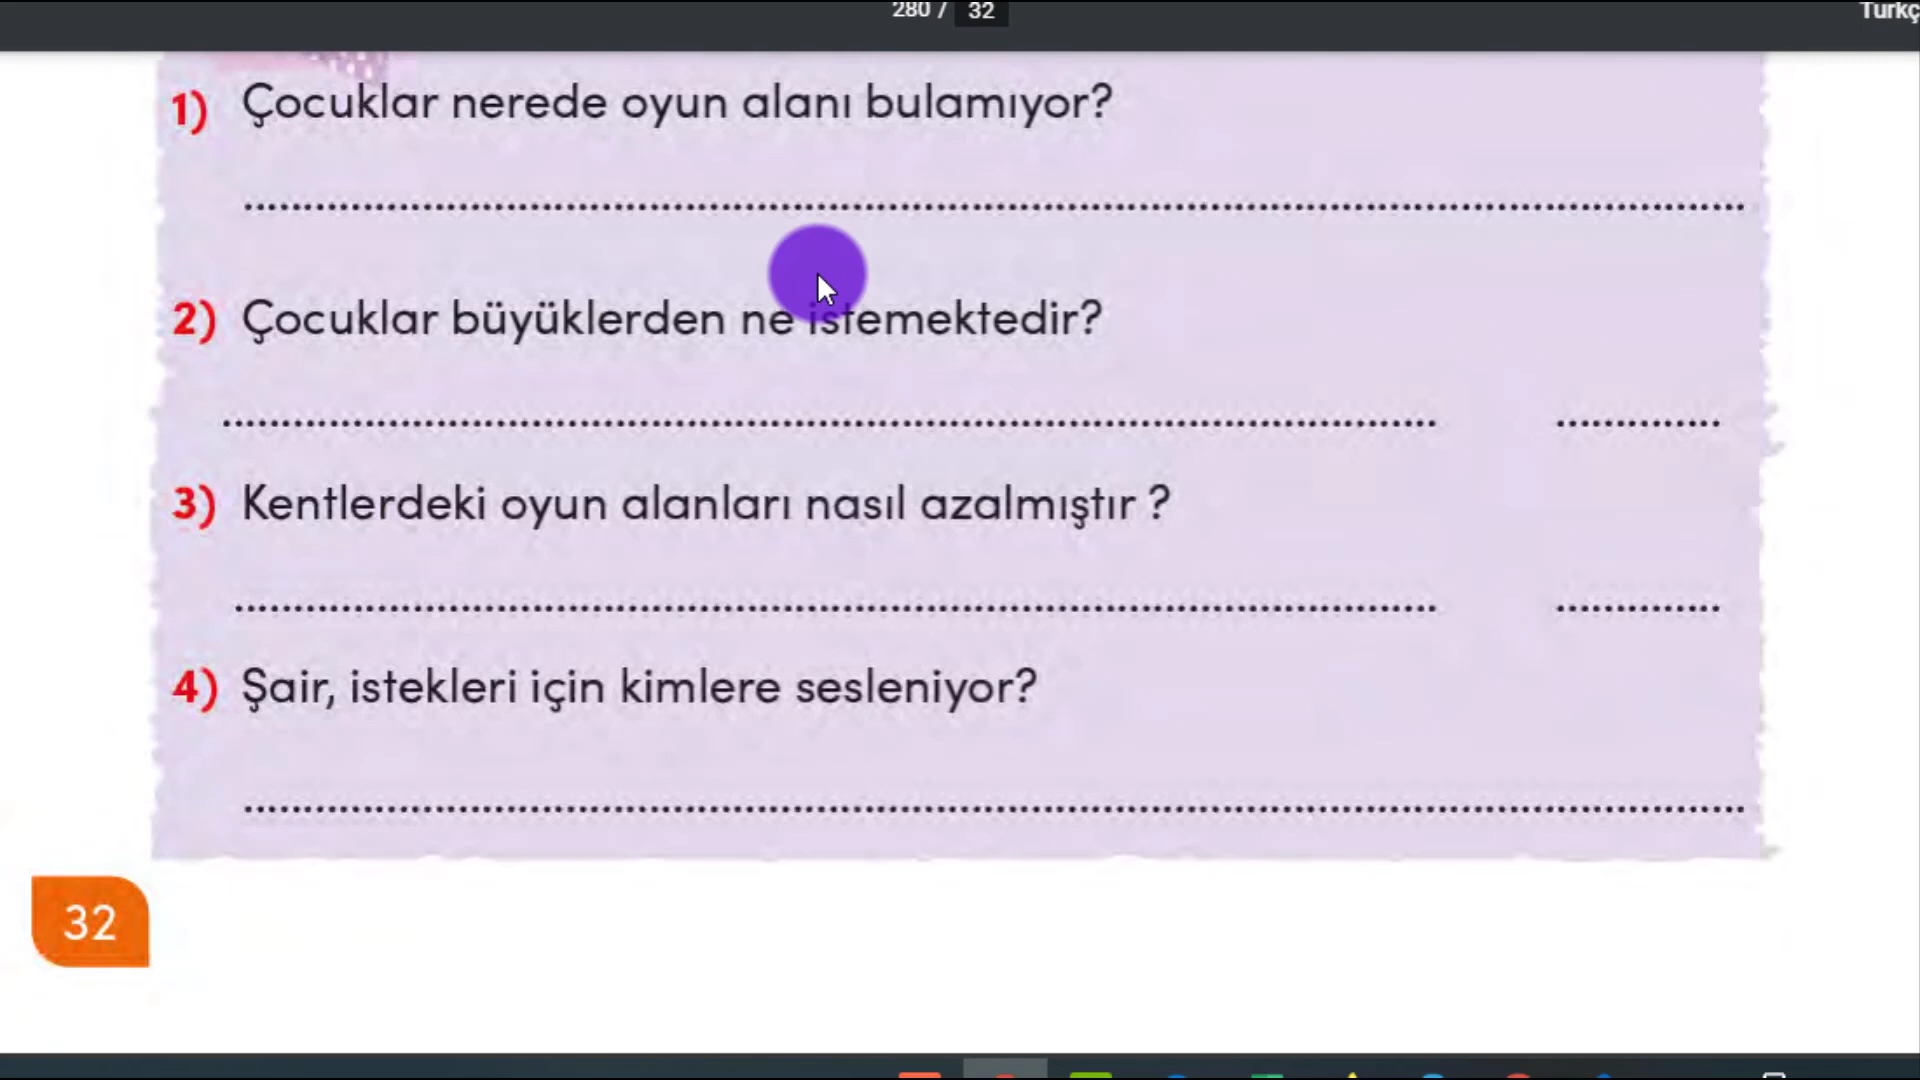 280 / 32
Türkç
1) Çocuklar nerede oyun alanı bulamıyor?
2) Çocuklar büyüklerden ne istemektedir?
3) Kentlerdeki oyun alanları nasıl azalmıştır ?
4) Şair, istekleri için kimlere sesleniyor?
32